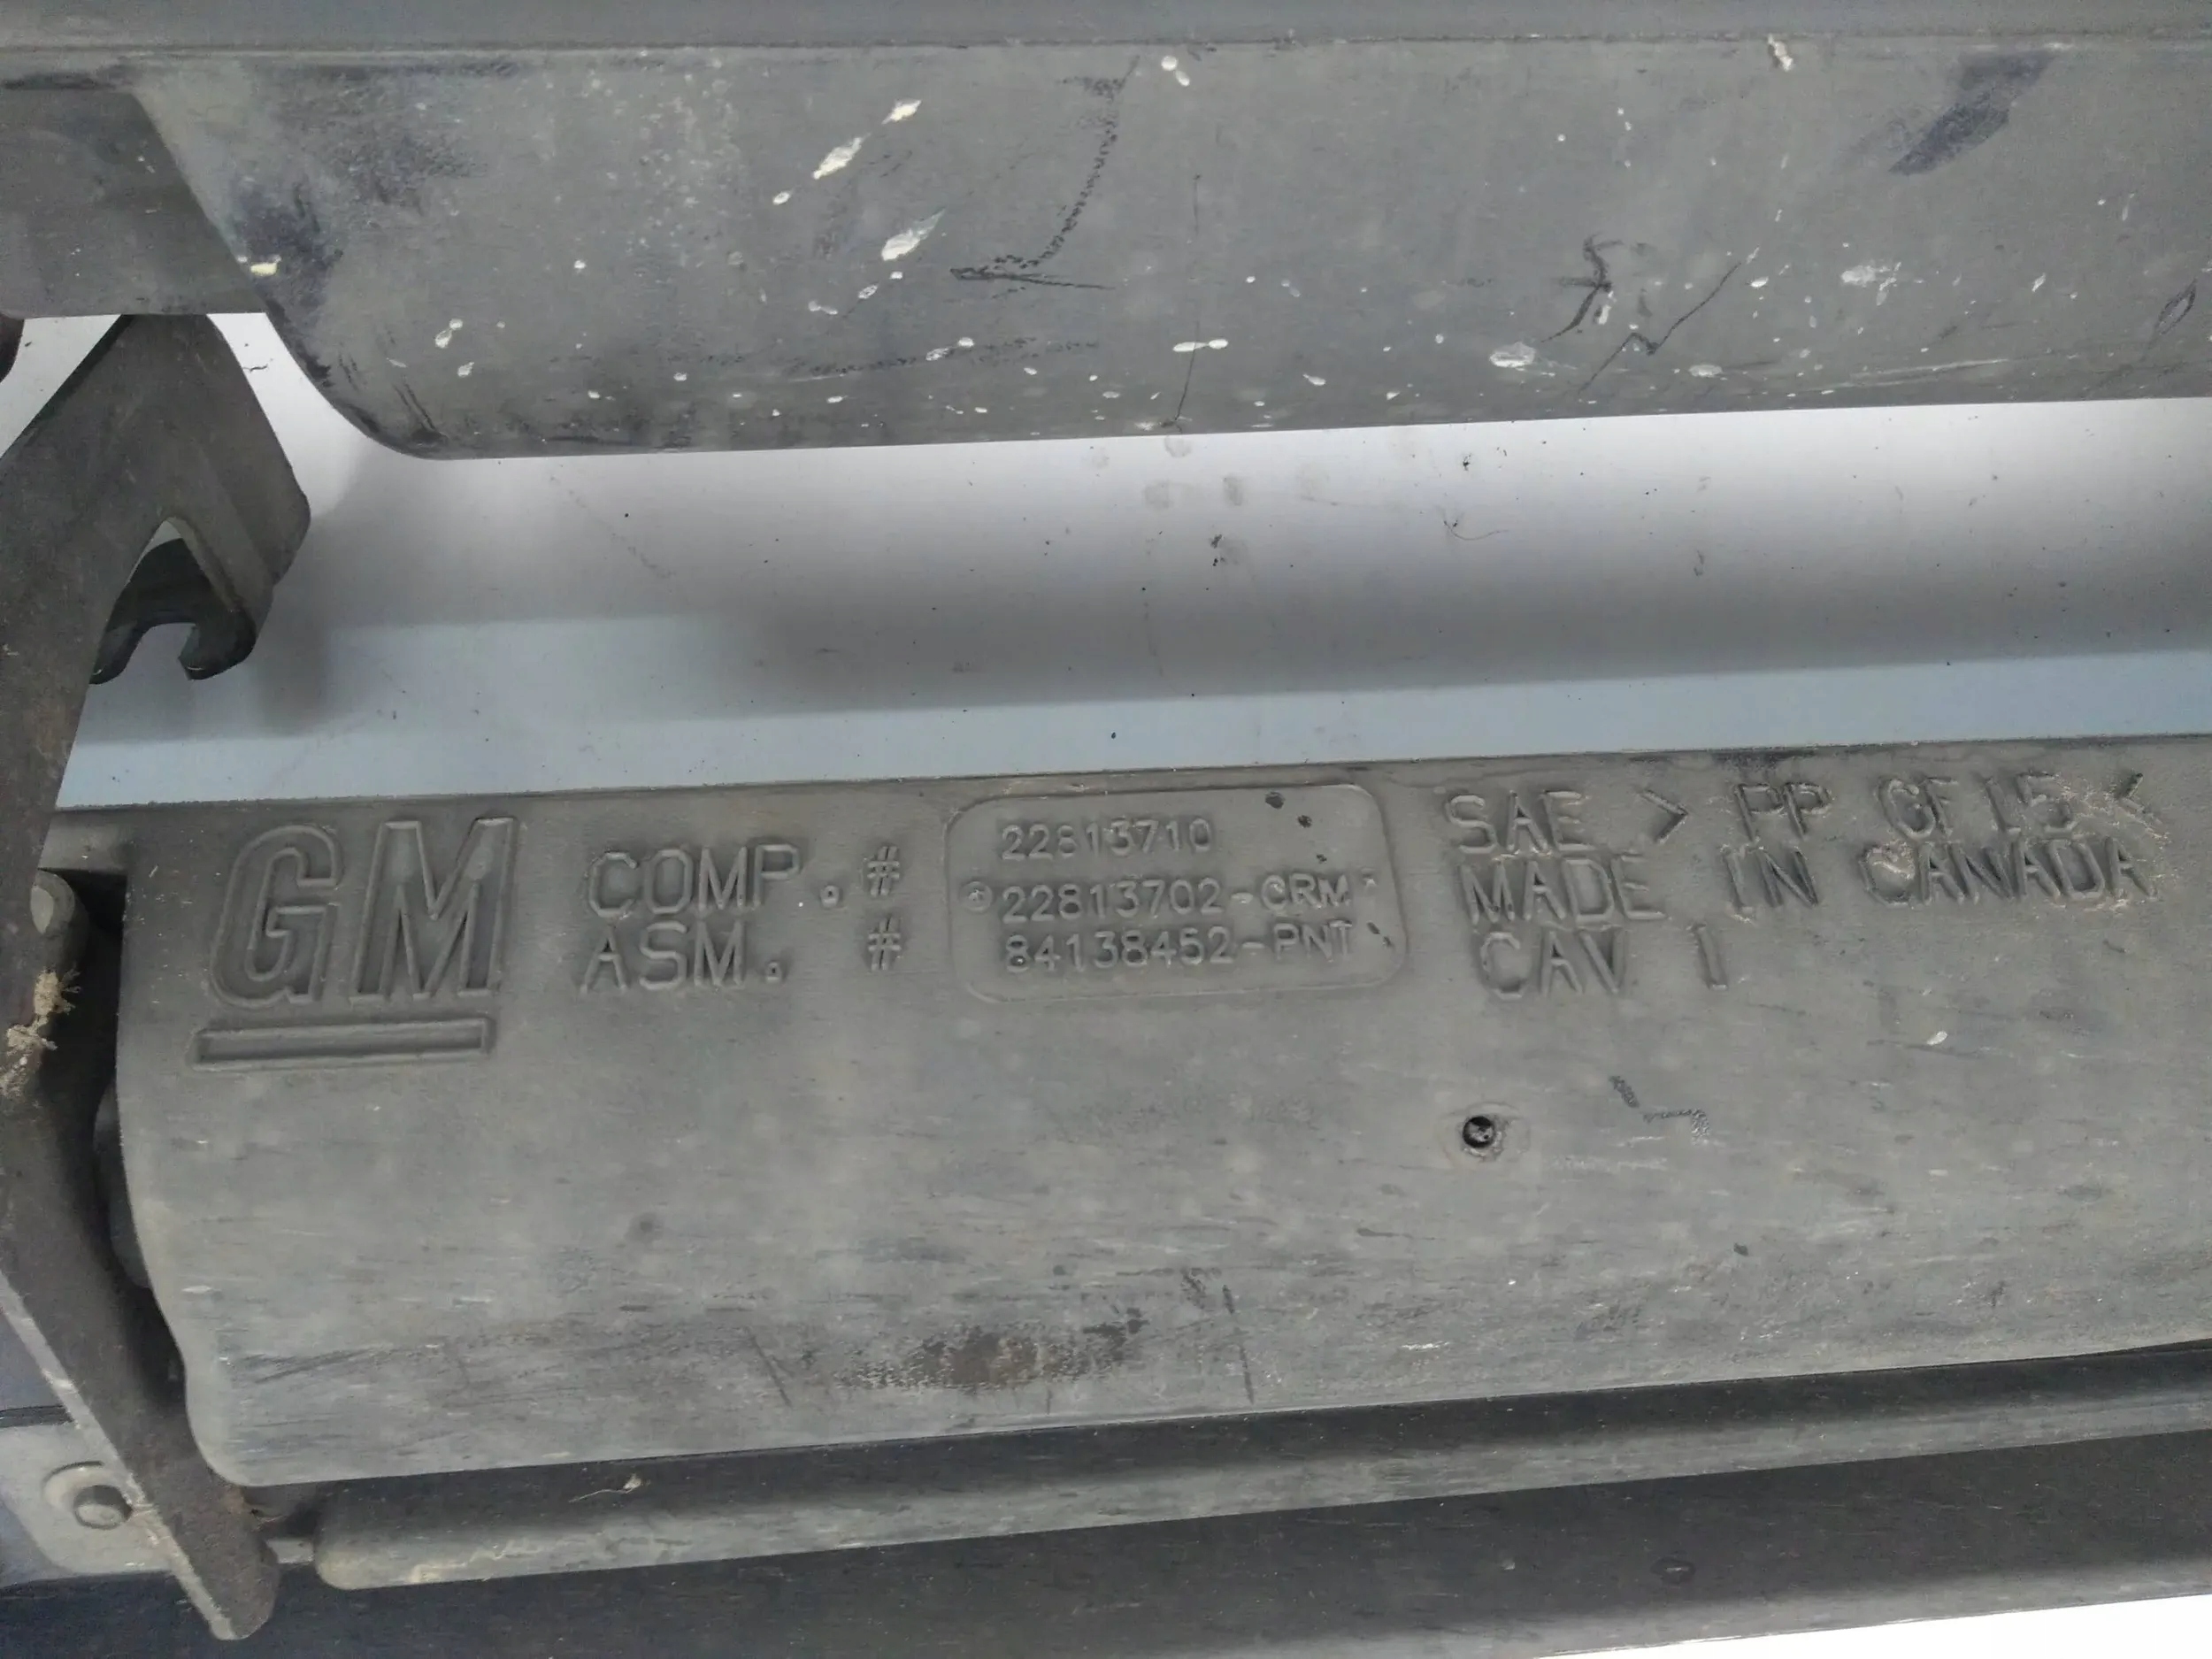 GM
COMP. # 22813710
22813702-CRM
ASM. # 84138452-PNT
SAE > PP GF15 <
MADE IN CANADA
CAV 1